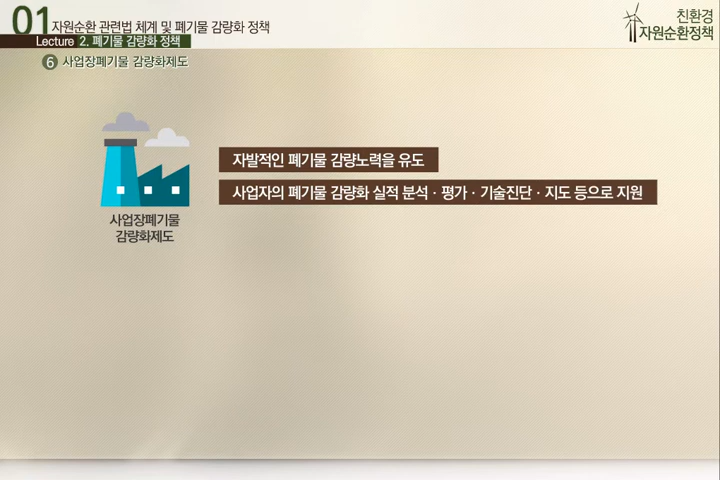 01 자원순환 관련법 체계 및 폐기물 감량화 정책
Lecture 2. 폐기물 감량화 정책
6 사업장폐기물 감량화제도
친환경
자원순환정책
자발적인 폐기물 감량노력을 유도
사업자의 폐기물 감량화 실적 분석 · 평가 · 기술진단 · 지도 등으로 지원
사업장폐기물
감량화제도